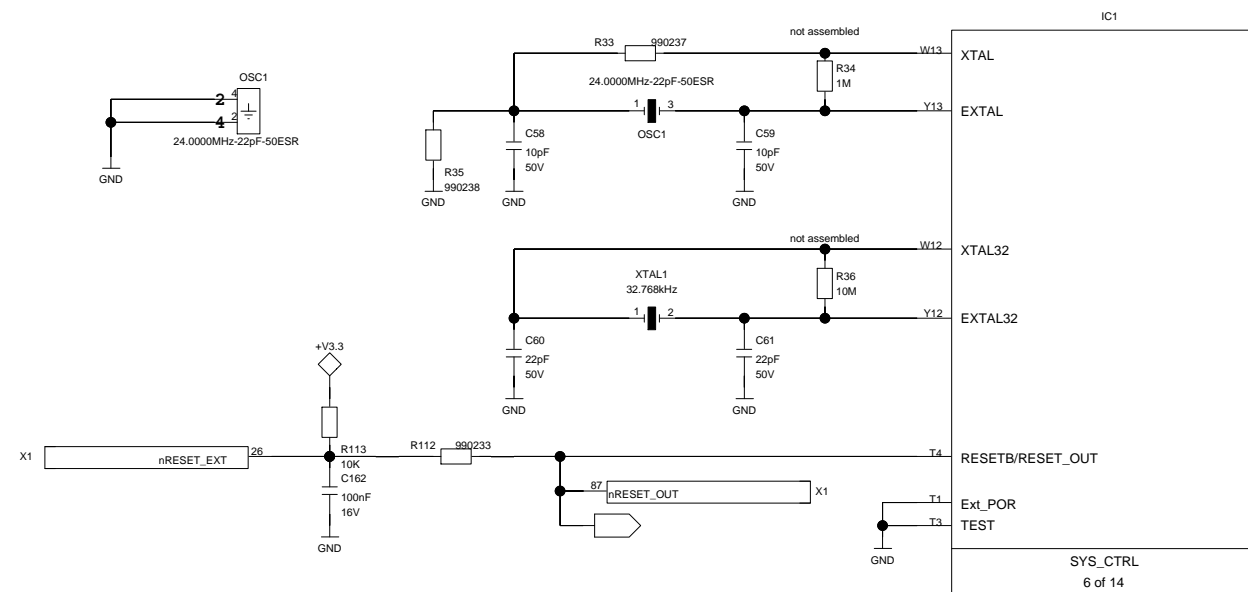 IC1
not assembled
R33
990237
W13
XTAL
R34
1M
OSC1
24.0000MHz-22pF-50ESR
4
2
2
4
24.0000MHz-22pF-50ESR
GND
1
3
OSC1
Y13
EXTAL
C58
10pF
50V
C59
10pF
50V
R35
990238
GND
GND
GND
not assembled
W12
XTAL32
XTAL1
32.768kHz
R36
10M
1
2
Y12
EXTAL32
C60
22pF
50V
C61
22pF
50V
+V3.3
GND
GND
X1
nRESET_EXT
26
R113
10K
R112
990233
T4
RESETB/RESET_OUT
C162
100nF
16V
87
nRESET_OUT
X1
T1
Ext_POR
T3
TEST
GND
GND
SYS_CTRL
6 of 14